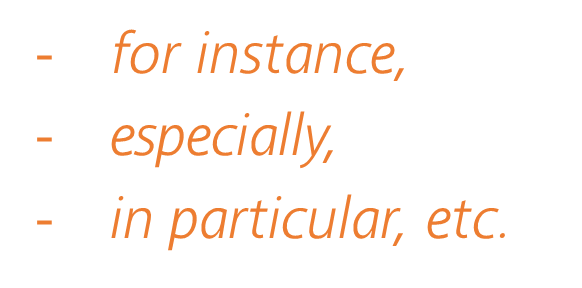 - for instance,
- especially,
- in particular, etc.